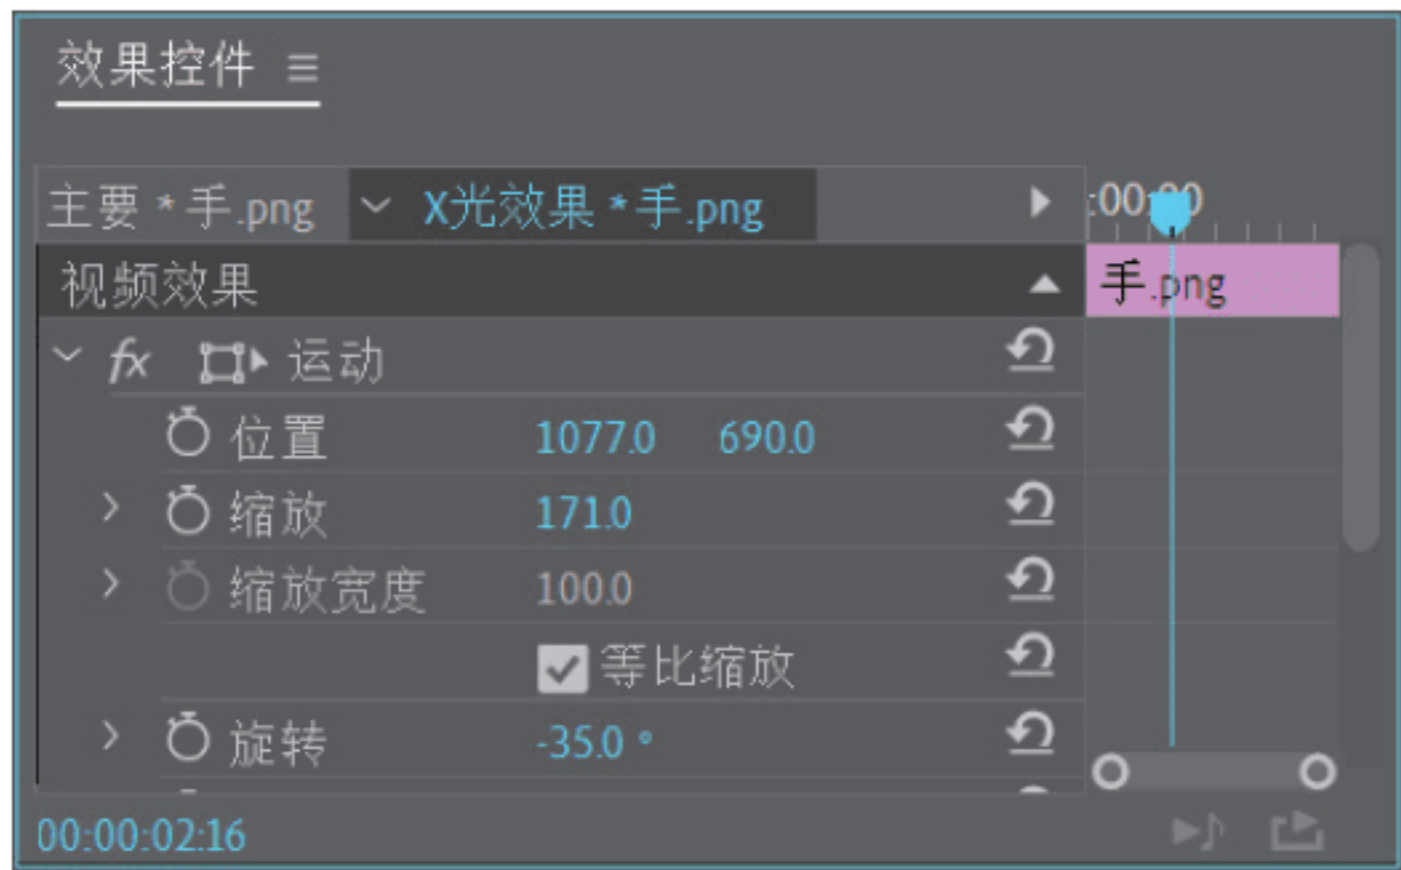 效果控件
主要 * 手.png X光效果 * 手.png :00:00
视频效果 手.png
fx 运动
位置 1077.0 690.0
缩放 171.0
缩放宽度 100.0
等比缩放
旋转 -35.0 °
00:00:02:16